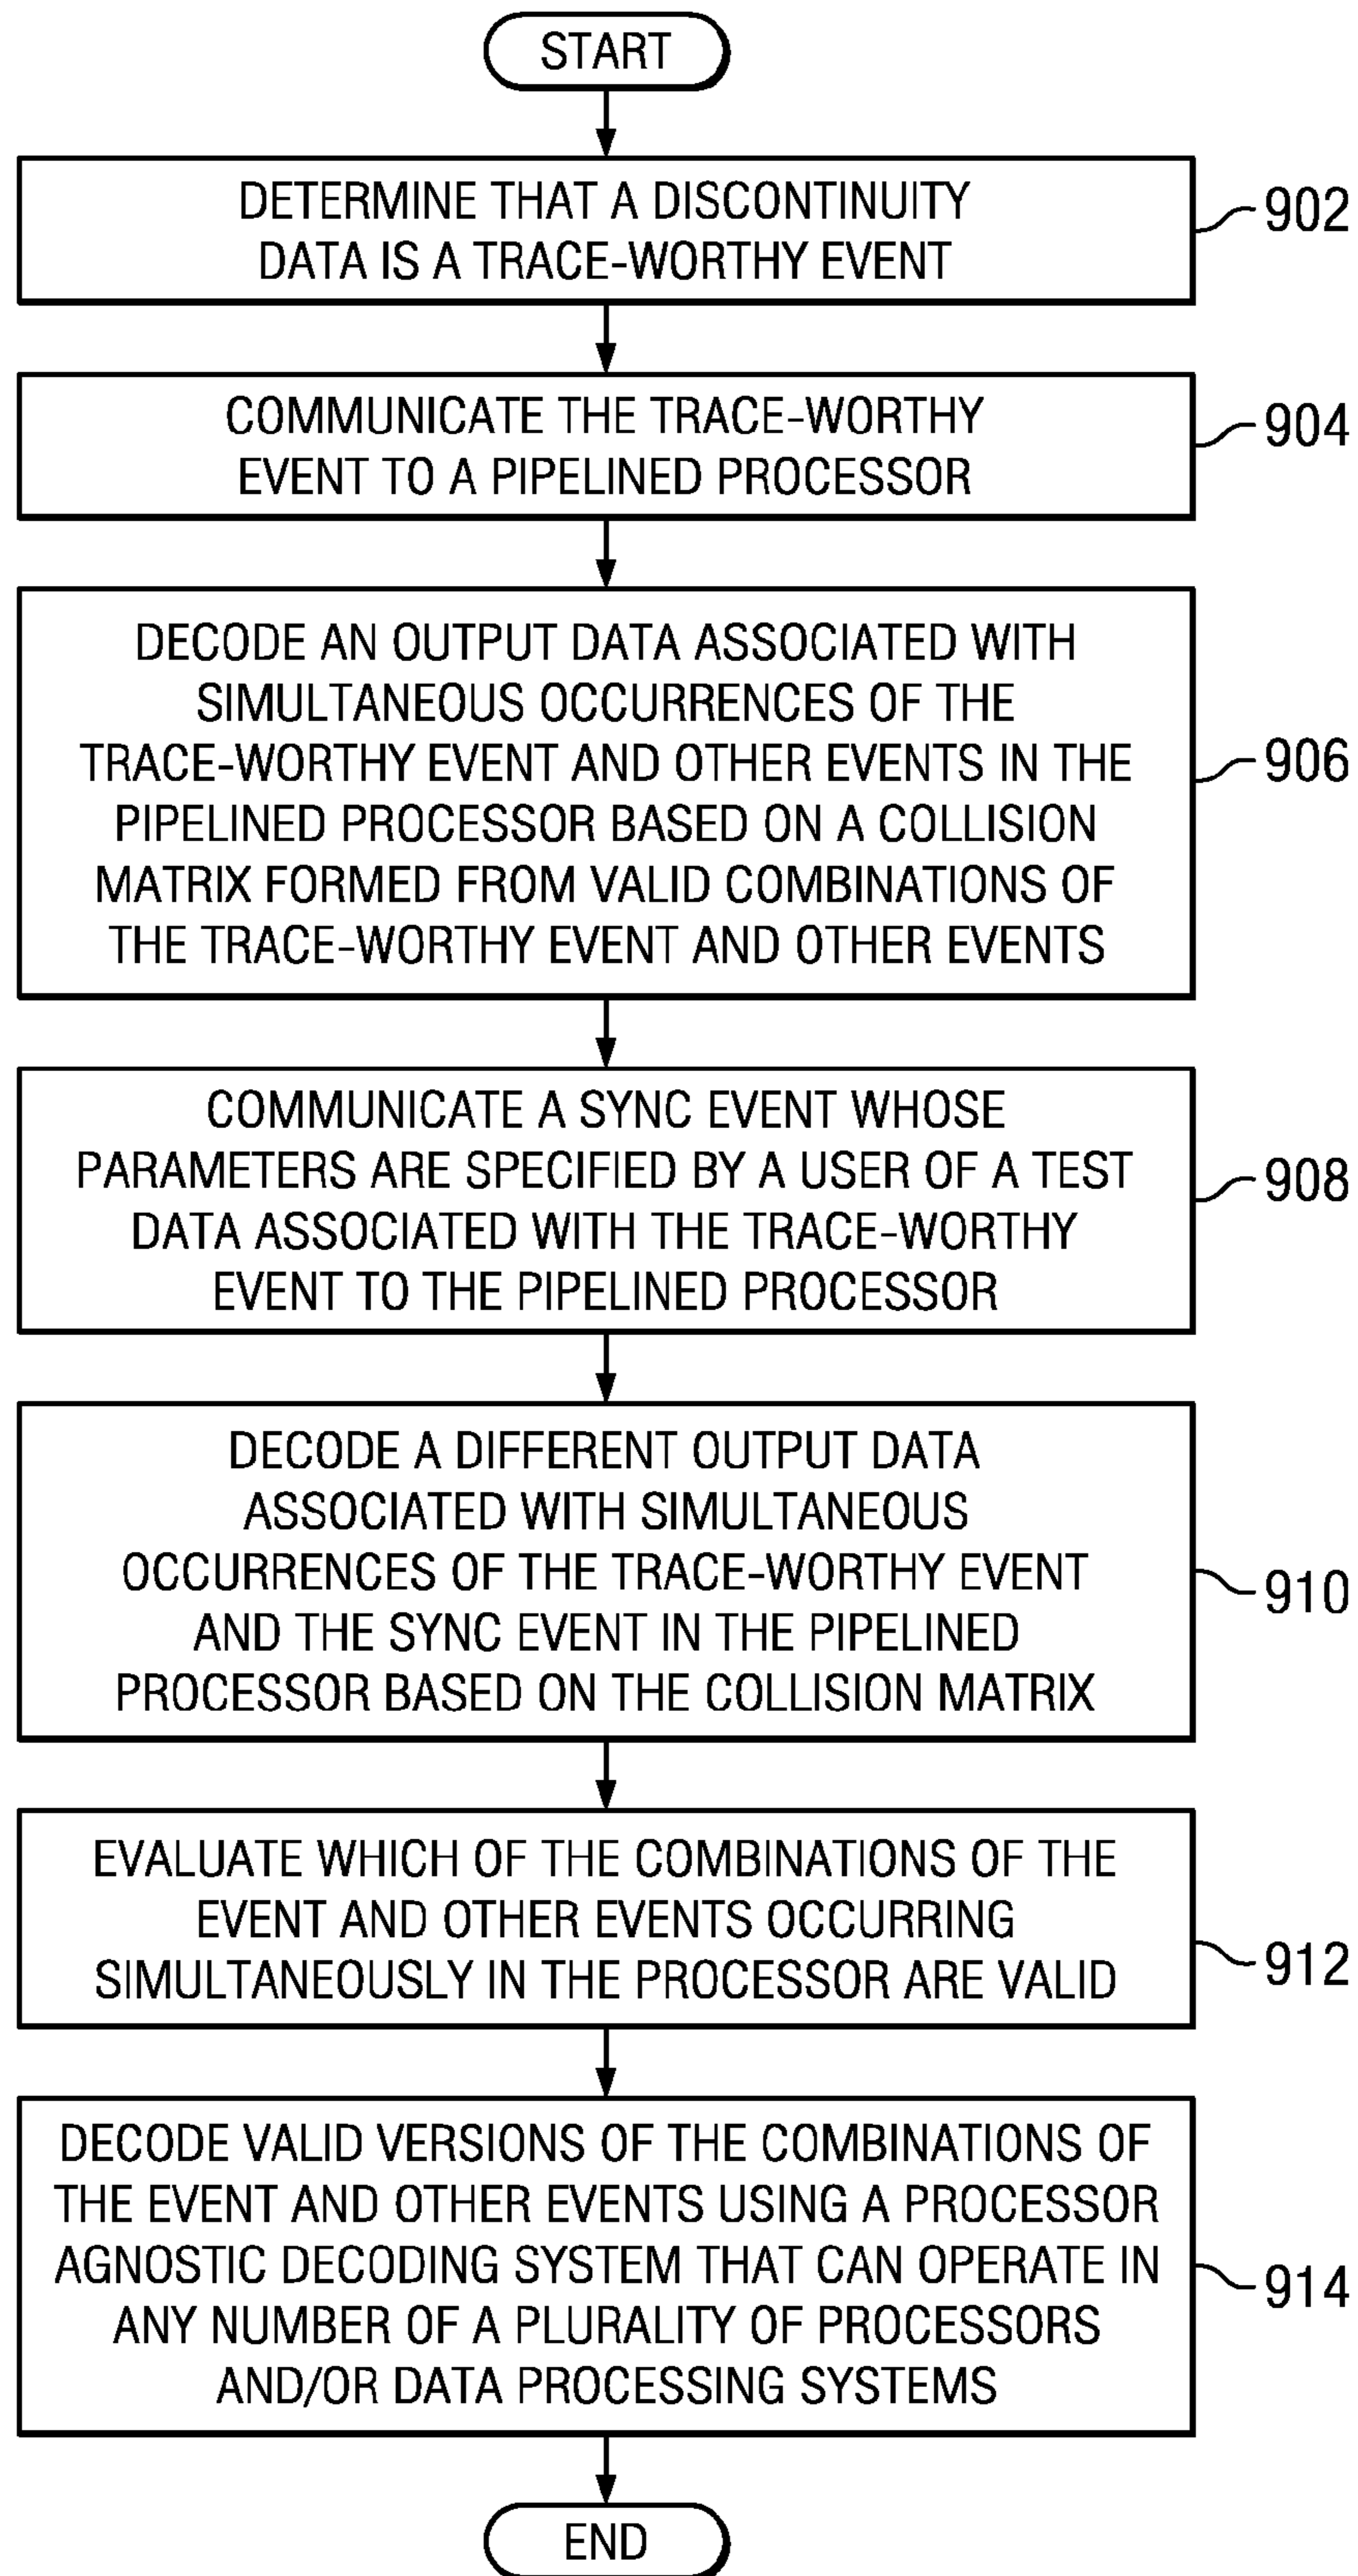 START
DETERMINE THAT A DISCONTINUITY
DATA IS A TRACE-WORTHY EVENT
902
COMMUNICATE THE TRACE-WORTHY
EVENT TO A PIPELINED PROCESSOR
904
DECODE AN OUTPUT DATA ASSOCIATED WITH
SIMULTANEOUS OCCURRENCES OF THE
TRACE-WORTHY EVENT AND OTHER EVENTS IN THE
PIPELINED PROCESSOR BASED ON A COLLISION
MATRIX FORMED FROM VALID COMBINATIONS OF
THE TRACE-WORTHY EVENT AND OTHER EVENTS
906
COMMUNICATE A SYNC EVENT WHOSE
PARAMETERS ARE SPECIFIED BY A USER OF A TEST
DATA ASSOCIATED WITH THE TRACE-WORTHY
EVENT TO THE PIPELINED PROCESSOR
908
DECODE A DIFFERENT OUTPUT DATA
ASSOCIATED WITH SIMULTANEOUS
OCCURRENCES OF THE TRACE-WORTHY EVENT
AND THE SYNC EVENT IN THE PIPELINED
PROCESSOR BASED ON THE COLLISION MATRIX
910
EVALUATE WHICH OF THE COMBINATIONS OF THE
EVENT AND OTHER EVENTS OCCURRING
SIMULTANEOUSLY IN THE PROCESSOR ARE VALID
912
DECODE VALID VERSIONS OF THE COMBINATIONS OF
THE EVENT AND OTHER EVENTS USING A PROCESSOR
AGNOSTIC DECODING SYSTEM THAT CAN OPERATE IN
ANY NUMBER OF A PLURALITY OF PROCESSORS
AND/OR DATA PROCESSING SYSTEMS
914
END